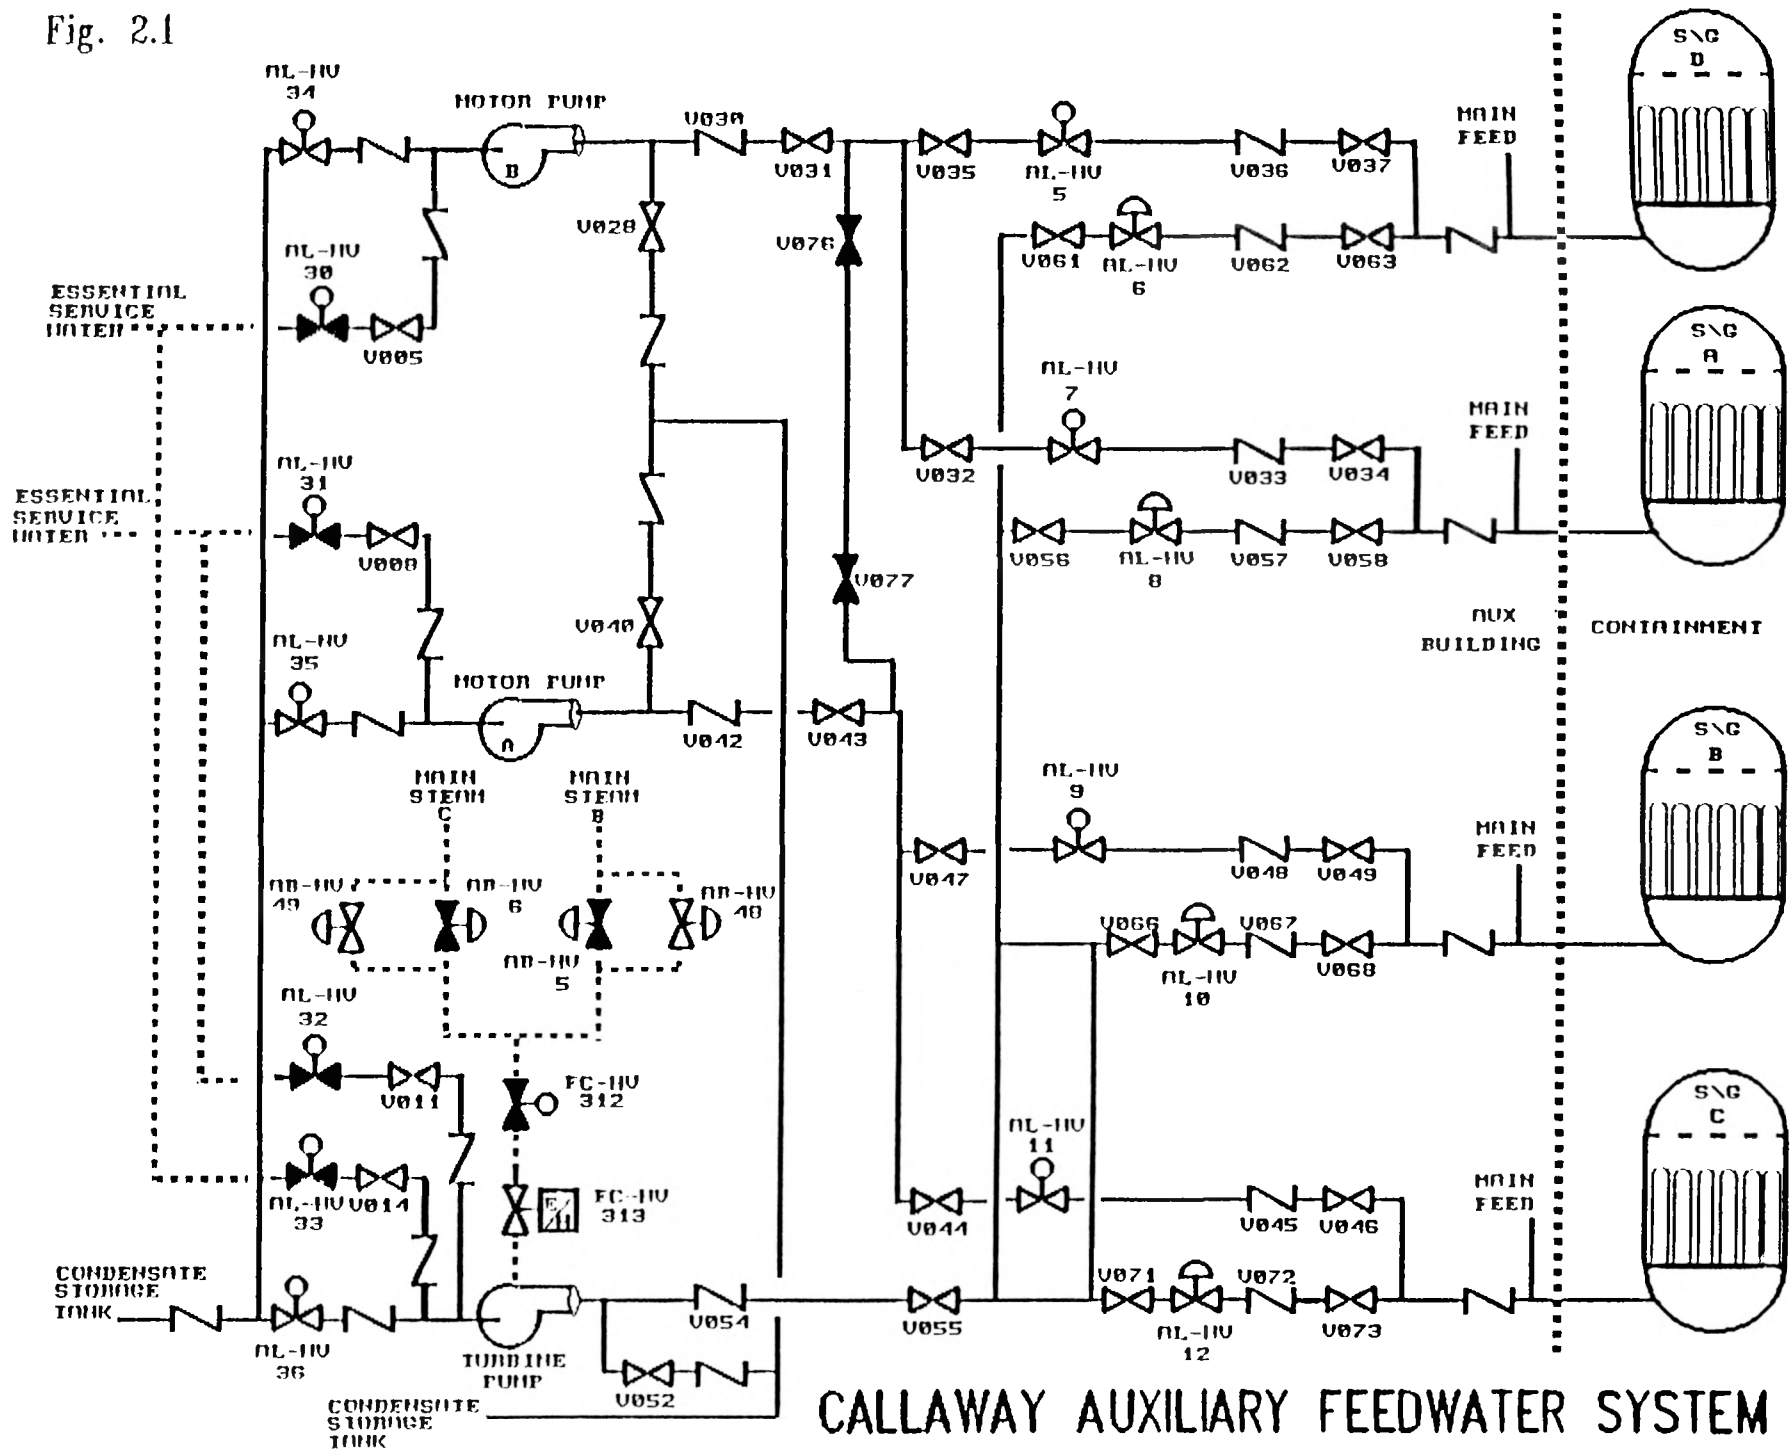 Fig. 2.1
AL-HV
34
MOTOR PUMP
B
V030
V031
V035
AL-HV
5
V036
V037
MAIN
FEED
S\G
D
V028
V076
V061
AL-HV
6
V062
V063
AL-HV
30
ESSENTIAL
SERVICE
WATER
V005
AL-HV
7
V032
V033
V034
MAIN
FEED
S\G
A
AL-HV
31
ESSENTIAL
SERVICE
WATER
V008
V056
AL-HV
8
V057
V058
V077
V040
AUX
BUILDING
CONTAINMENT
AL-HV
35
MOTOR PUMP
A
V042
V043
MAIN
STEAM
C
MAIN
STEAM
B
AL-HV
9
V047
V048
V049
MAIN
FEED
S\G
B
AB-HV
49
AB-HV
6
AB-HV
5
AB-HV
48
V066
AL-HV
10
V067
V068
AL-HV
32
V011
FC-HV
312
AL-HV
33
V014
FC-HV
313
AL-HV
11
V044
V045
V046
MAIN
FEED
S\G
C
CONDENSATE
STORAGE
TANK
AL-HV
36
TURBINE
PUMP
V054
V055
V071
AL-HV
12
V072
V073
V052
CONDENSATE
STORAGE
TANK
CALLAWAY AUXILIARY FEEDWATER SYSTEM